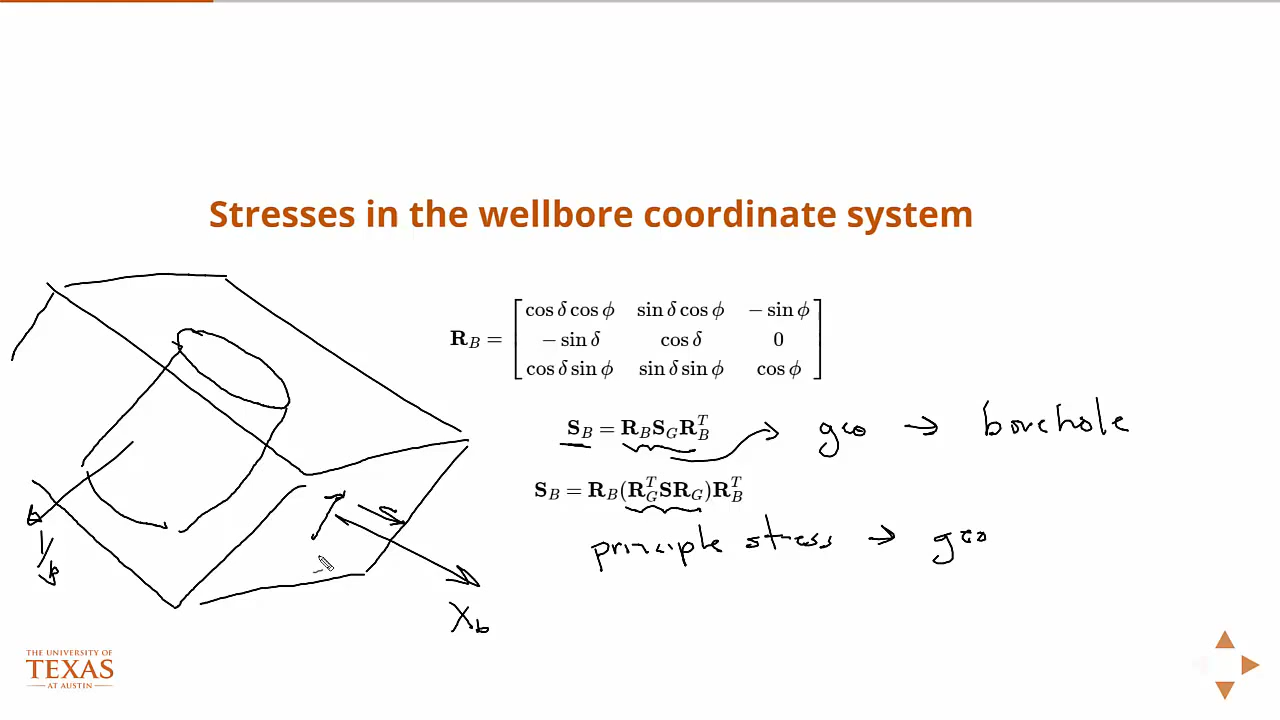 Stresses in the wellbore coordinate system
R_B = [cos δ cos ϕ sin δ cos ϕ − sin ϕ
− sin δ cos δ 0
cos δ sin ϕ sin δ sin ϕ cos ϕ]
S_B = R_B S_G R_B^T → geo → borehole
S_B = R_B(R_G^T S R_G)R_B^T
principle stress → geo
X_b
THE UNIVERSITY OF
TEXAS
AT AUSTIN